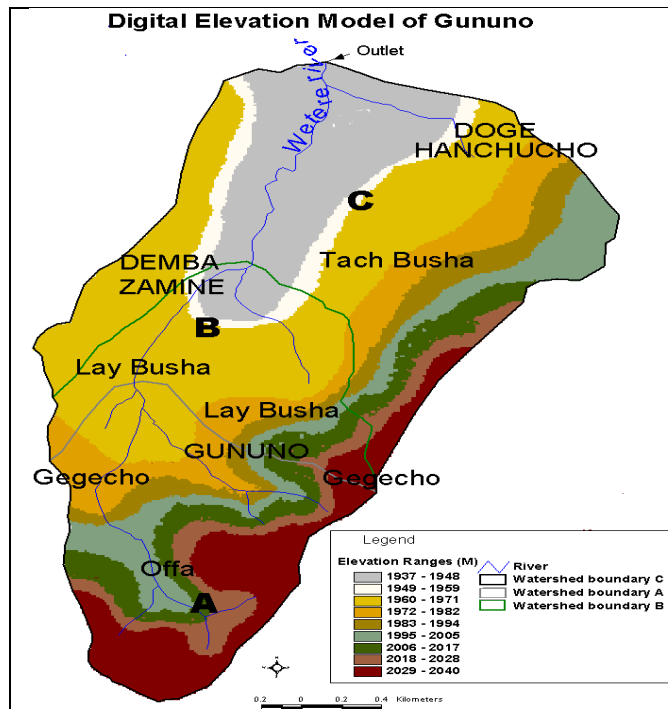 Digital Elevation Model of Gununo
Outlet
Wetere river
DOGE
HANCHUCHO
C
Tach Busha
DEMBA
ZAMINE
B
Lay Busha
Lay Busha
GUNUNO
Gegecho
Gegecho
Offa
A
Legend
Elevation Ranges (M)
1937 - 1948
1949 - 1959
1960 - 1971
1972 - 1982
1983 - 1994
1995 - 2005
2006 - 2017
2018 - 2028
2029 - 2040
River
Watershed boundary C
Watershed boundary A
Watershed boundary B
0.2 0 0.2 0.4 Kilometers